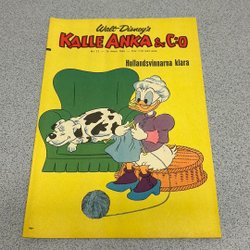 Walt Disney's
KALLE ANKA & C:O
Hollandsvinnarna klara